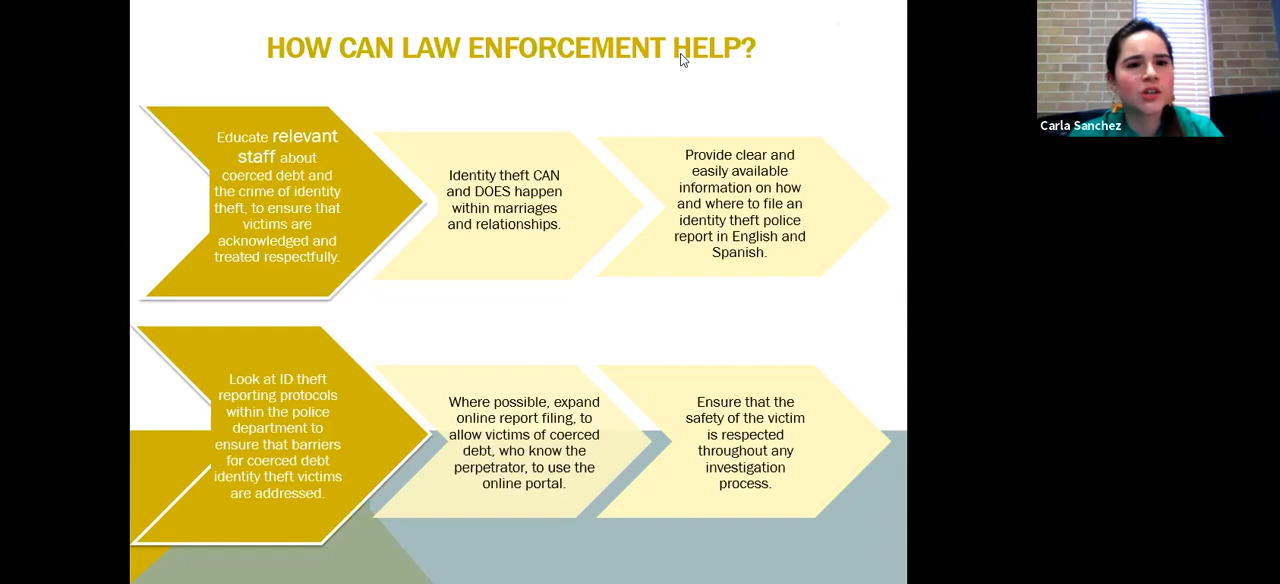 HOW CAN LAW ENFORCEMENT HELP?
Educate relevant
staff about
coerced debt and
the crime of identity
theft, to ensure that
victims are
acknowledged and
treated respectfully.
Identity theft CAN
and DOES happen
within marriages
and relationships.
Provide clear and
easily available
information on how
and where to file an
identity theft police
report in English and
Spanish.
Look at ID theft
reporting protocols
within the police
department to
ensure that barriers
for coerced debt
identity theft victims
are addressed.
Where possible, expand
online report filing, to
allow victims of coerced
debt, who know the
perpetrator, to use the
online portal.
Ensure that the
safety of the victim
is respected
throughout any
investigation
process.
Carla Sanchez